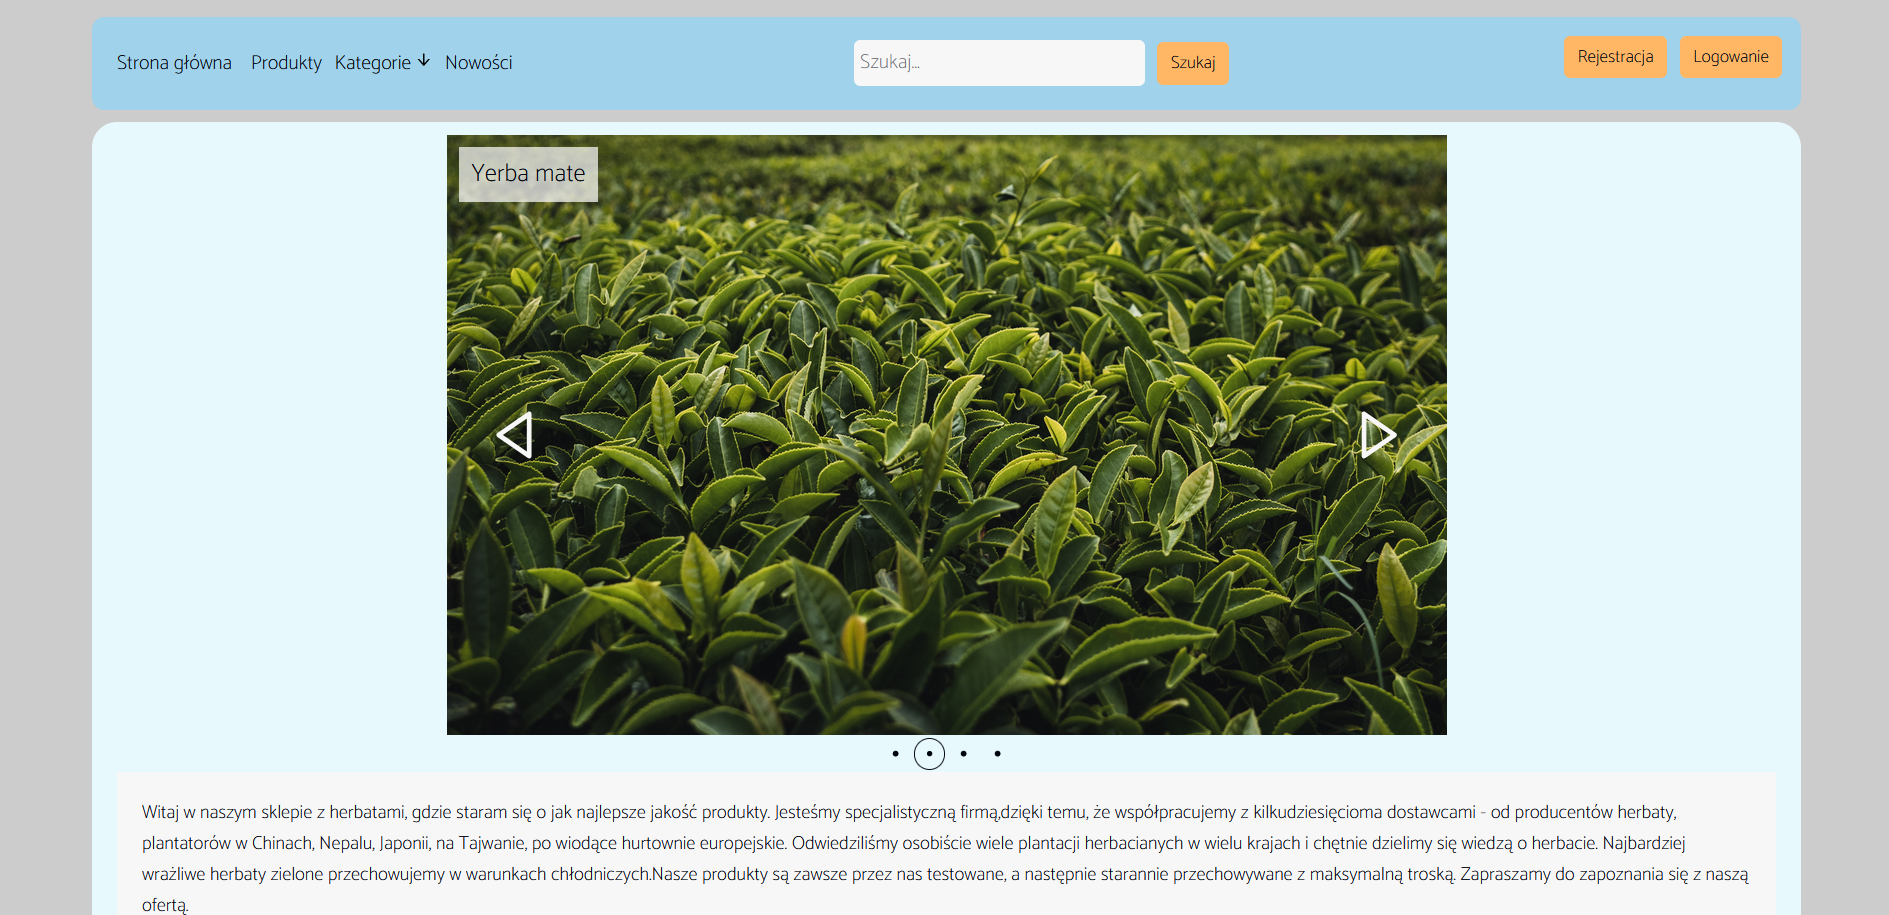 Strona główna Produkty Kategorie ↓ Nowości Szukaj... Szukaj Rejestracja Logowanie
Yerba mate
Witaj w naszym sklepie z herbatami, gdzie staram się o jak najlepsze jakość produkty. Jesteśmy specjalistyczną firmą,dzięki temu, że współpracujemy z kilkudziesięcioma dostawcami - od producentów herbaty,
plantatorów w Chinach, Nepalu, Japonii, na Tajwanie, po wiodące hurtownie europejskie. Odwiedziliśmy osobiście wiele plantacji herbacianych w wielu krajach i chętnie dzielimy się wiedzą o herbacie. Najbardziej
wrażliwe herbaty zielone przechowujemy w warunkach chłodniczych.Nasze produkty są zawsze przez nas testowane, a następnie starannie przechowywane z maksymalną troską. Zapraszamy do zapoznania się z naszą
ofertą.